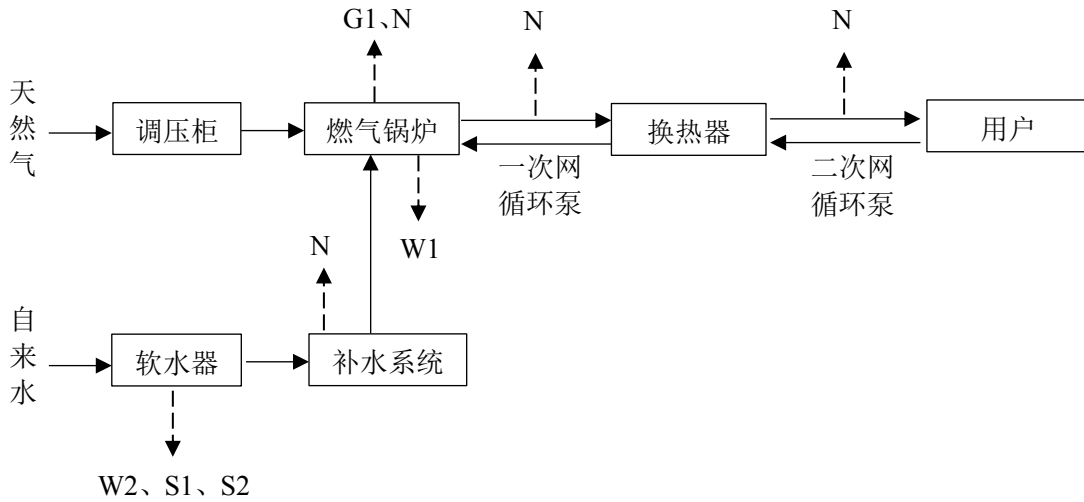 G1、N
N
N
天然气
调压柜
燃气锅炉
换热器
用户
一次网
循环泵
二次网
循环泵
W1
N
自来水
软水器
补水系统
W2、S1、S2